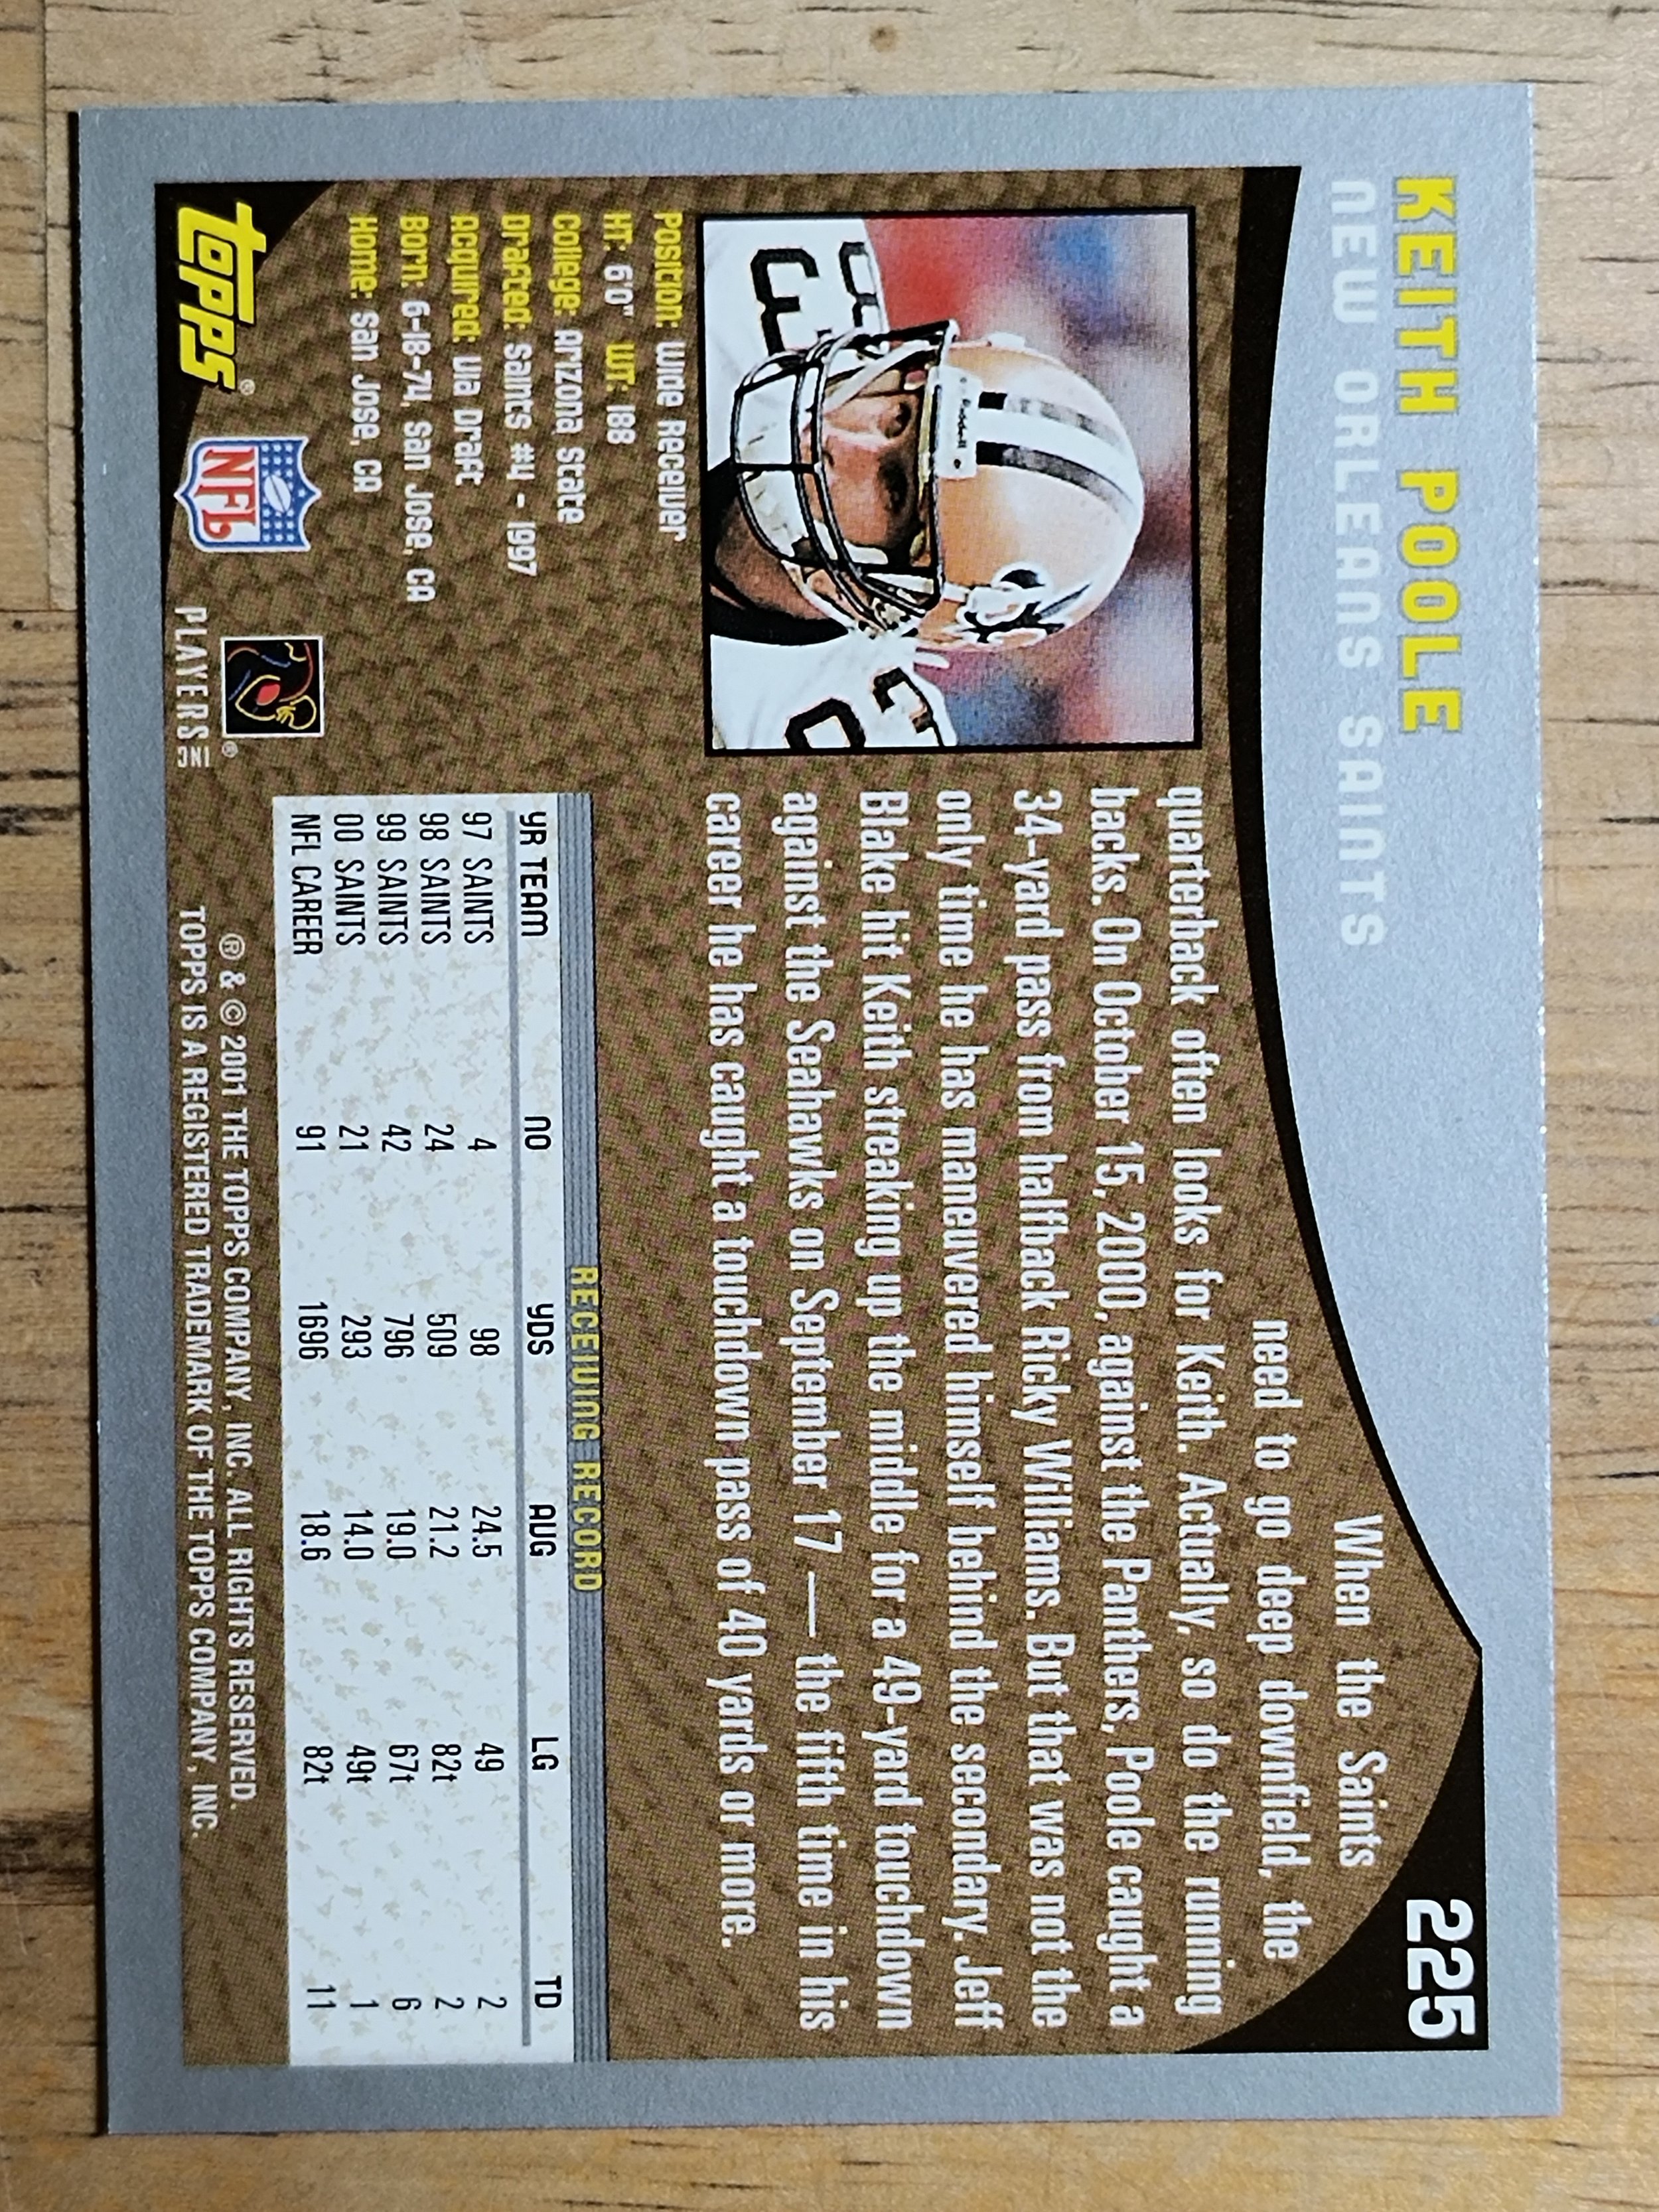 KEITH POOLE
NEW ORLEANS SAINTS
225
When the Saints
need to go deep downfield, the
quarterback often looks for Keith. Actually, so do the running
backs. On October 15, 2000, against the Panthers, Poole caught a
34-yard pass from halfback Ricky Williams. But that was not the
only time he has maneuvered himself behind the secondary. Jeff
Blake hit Keith streaking up the middle for a 49-yard touchdown
against the Seahawks on September 17 — the fifth time in his
career he has caught a touchdown pass of 40 yards or more.
Riddell
Position: Wide Receiver
HT: 6'0" WT: 188
College: Arizona State
Drafted: Saints #4 - 1997
Acquired: Via Draft
Born: 6-18-74, San Jose, CA
Home: San Jose, CA
RECEIVING RECORD
YR TEAM NO YDS AVG LG TD
97 SAINTS 4 98 24.5 49 2
98 SAINTS 24 509 21.2 82t 2
99 SAINTS 42 796 19.0 67t 6
00 SAINTS 21 293 14.0 49t 1
NFL CAREER 91 1696 18.6 82t 11
topps®
NFL
®
PLAYERS INC
® & © 2001 THE TOPPS COMPANY, INC. ALL RIGHTS RESERVED.
TOPPS IS A REGISTERED TRADEMARK OF THE TOPPS COMPANY, INC.